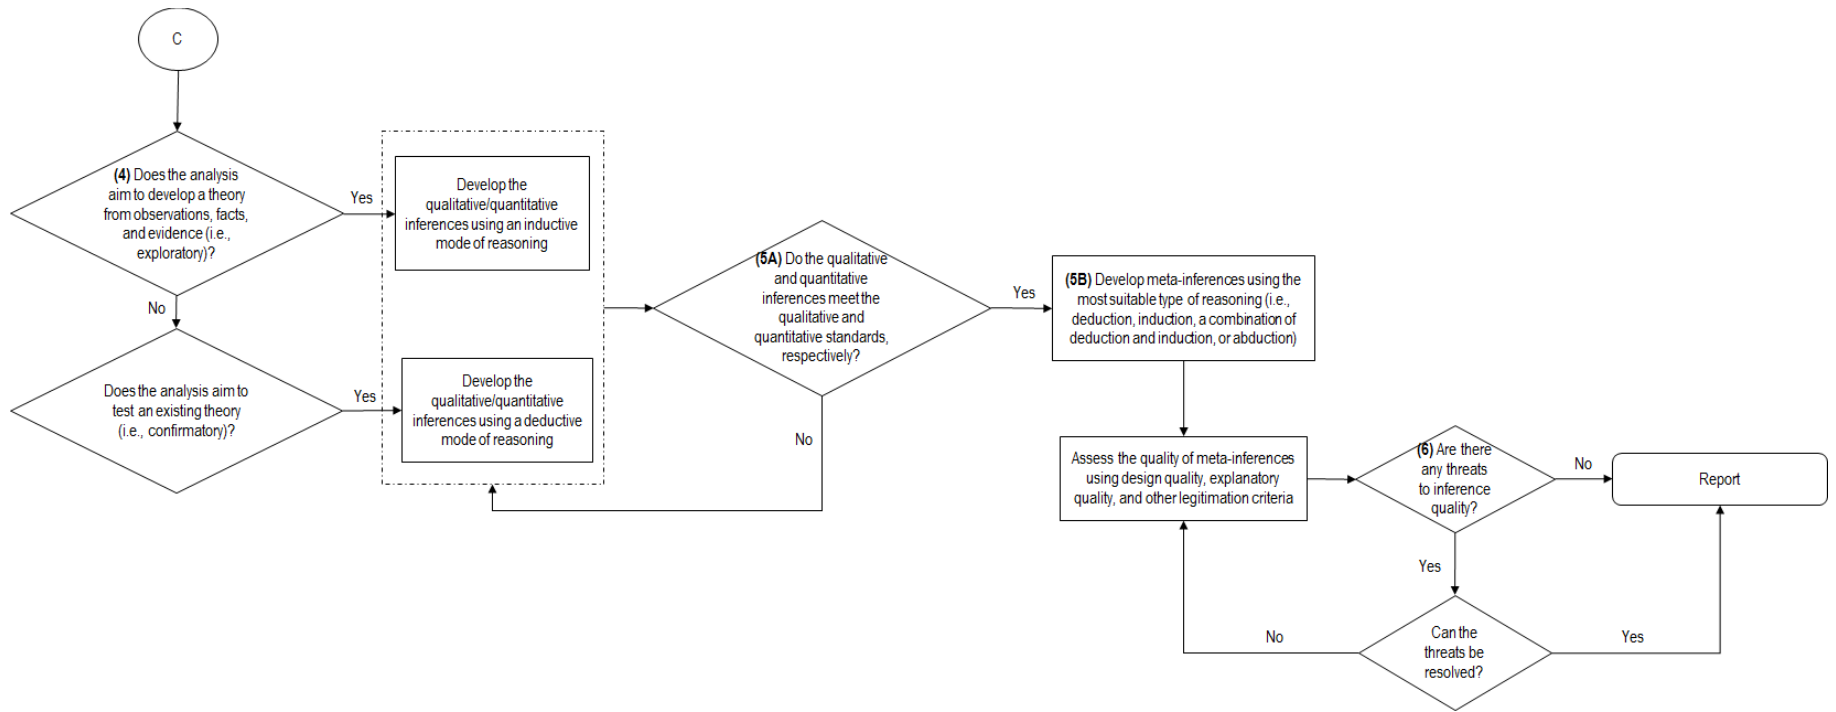 C
(4) Does the analysis
aim to develop a theory
from observations, facts,
and evidence (i.e.,
exploratory)?
Yes
Develop the
qualitative/quantitative
inferences using an inductive
mode of reasoning
No
Does the analysis aim to
test an existing theory
(i.e., confirmatory)?
Yes
Develop the
qualitative/quantitative
inferences using a deductive
mode of reasoning
(5A) Do the qualitative
and quantitative
inferences meet the
qualitative and
quantitative standards,
respectively?
No
Yes
(5B) Develop meta-inferences using the
most suitable type of reasoning (i.e.,
deduction, induction, a combination of
deduction and induction, or abduction)
Assess the quality of meta-inferences
using design quality, explanatory
quality, and other legitimation criteria
(6) Are there
any threats
to inference
quality?
No
Report
Yes
Can the
threats be
resolved?
No
Yes